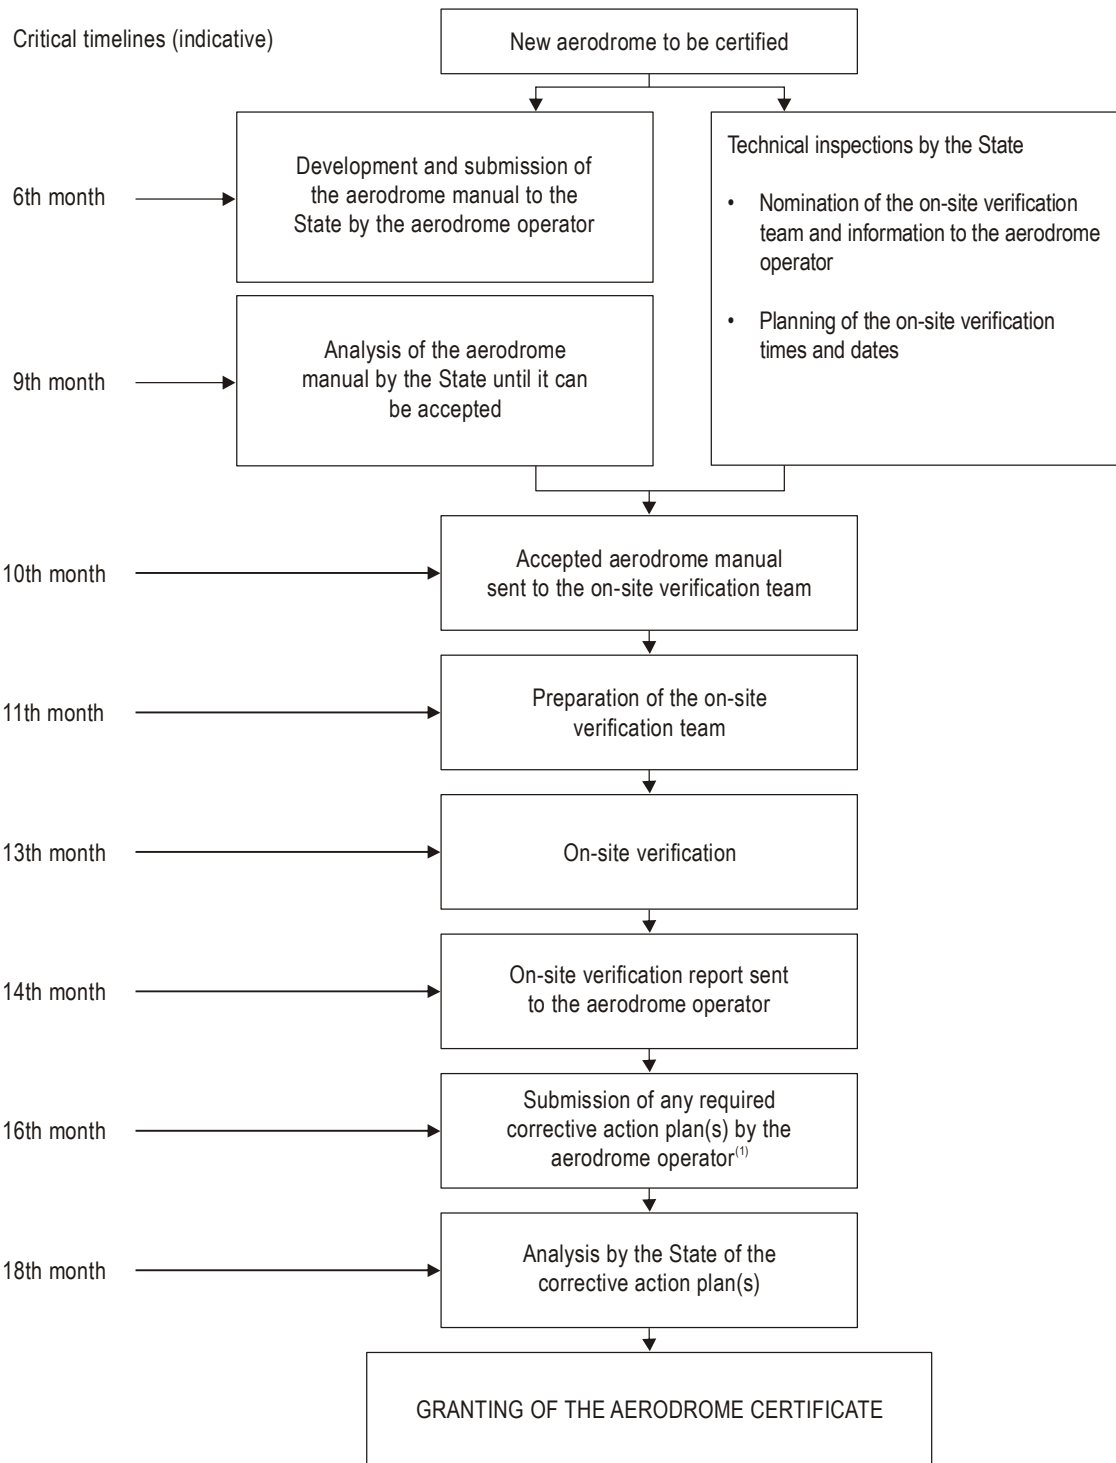 Critical timelines (indicative)
New aerodrome to be certified
6th month
Development and submission of
the aerodrome manual to the
State by the aerodrome operator
Technical inspections by the State
• Nomination of the on-site verification
team and information to the aerodrome
operator
• Planning of the on-site verification
times and dates
9th month
Analysis of the aerodrome
manual by the State until it can
be accepted
10th month
Accepted aerodrome manual
sent to the on-site verification team
11th month
Preparation of the on-site
verification team
13th month
On-site verification
14th month
On-site verification report sent
to the aerodrome operator
16th month
Submission of any required
corrective action plan(s) by the
aerodrome operator(1)
18th month
Analysis by the State of the
corrective action plan(s)
GRANTING OF THE AERODROME CERTIFICATE